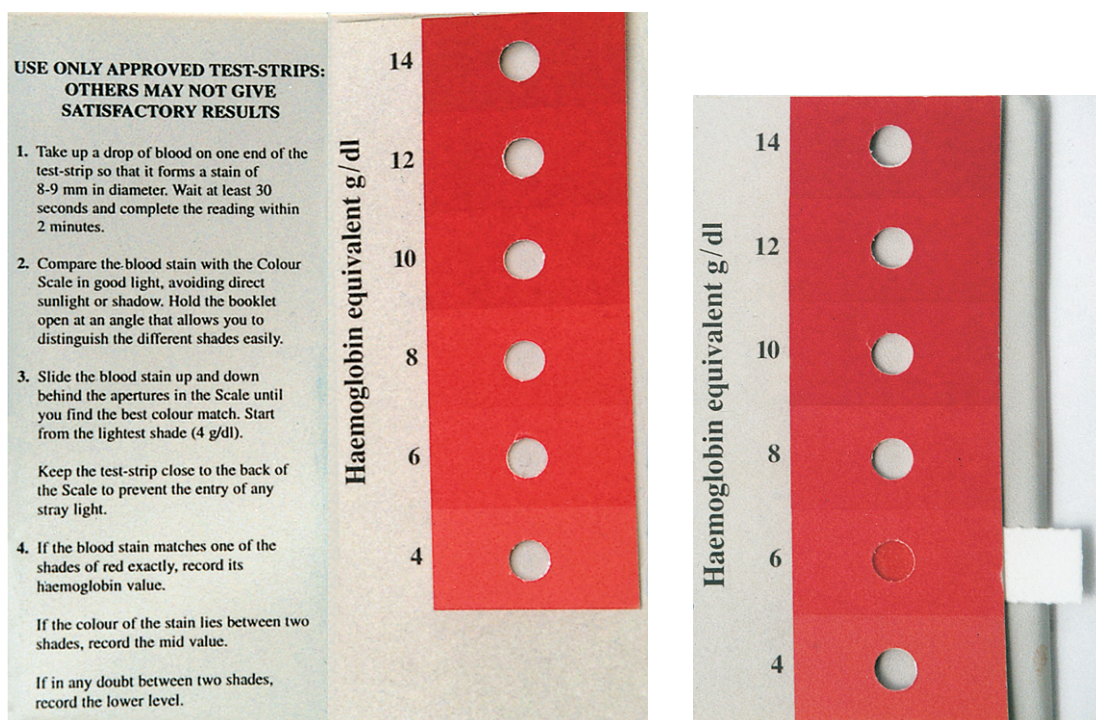 USE ONLY APPROVED TEST-STRIPS:
OTHERS MAY NOT GIVE
SATISFACTORY RESULTS
1. Take up a drop of blood on one end of the
test-strip so that it forms a stain of
8-9 mm in diameter. Wait at least 30
seconds and complete the reading within
2 minutes.
2. Compare the blood stain with the Colour
Scale in good light, avoiding direct
sunlight or shadow. Hold the booklet
open at an angle that allows you to
distinguish the different shades easily.
3. Slide the blood stain up and down
behind the apertures in the Scale until
you find the best colour match. Start
from the lightest shade (4 g/dl).
Keep the test-strip close to the back of
the Scale to prevent the entry of any
stray light.
4. If the blood stain matches one of the
shades of red exactly, record its
haemoglobin value.
If the colour of the stain lies between two
shades, record the mid value.
If in any doubt between two shades,
record the lower level.
Haemoglobin equivalent g/dl
14
12
10
8
6
4
Haemoglobin equivalent g/dl
14
12
10
8
6
4